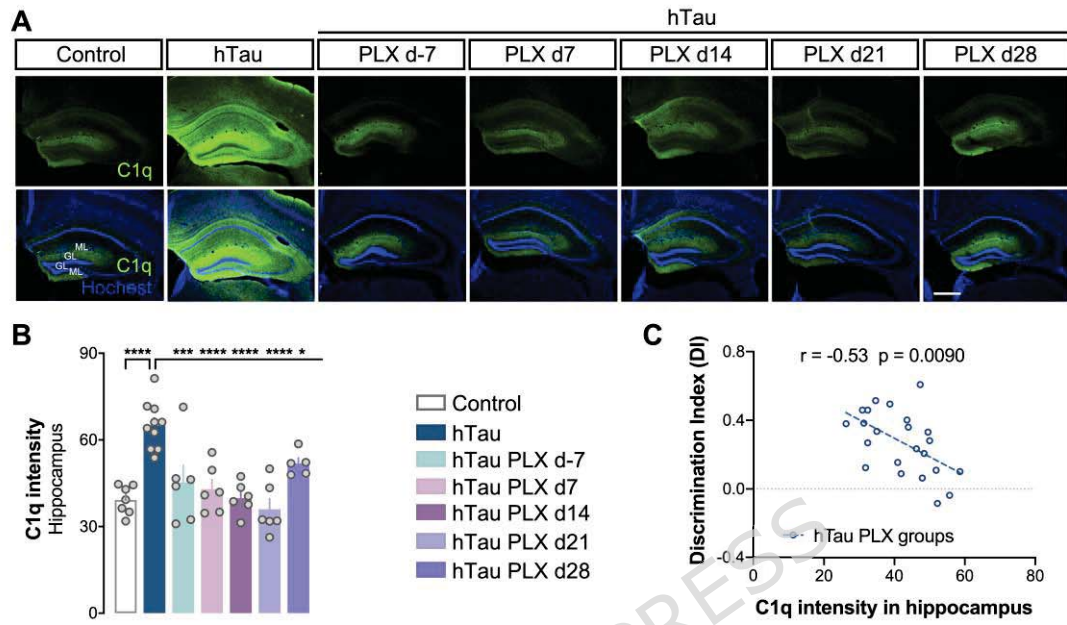 A
hTau
Control
hTau
PLX d-7
PLX d7
PLX d14
PLX d21
PLX d28
C1q
ML
GL
GL
ML
C1q
Hochest
B
C1q intensity
Hippocampus
90
60
30
0
****
***
****
****
****
*
Control
hTau
hTau PLX d-7
hTau PLX d7
hTau PLX d14
hTau PLX d21
hTau PLX d28
C
Discrimination Index (DI)
0.8
0.4
0.0
-0.4
r = -0.53 p = 0.0090
hTau PLX groups
0
20
40
60
80
C1q intensity in hippocampus
PRESS